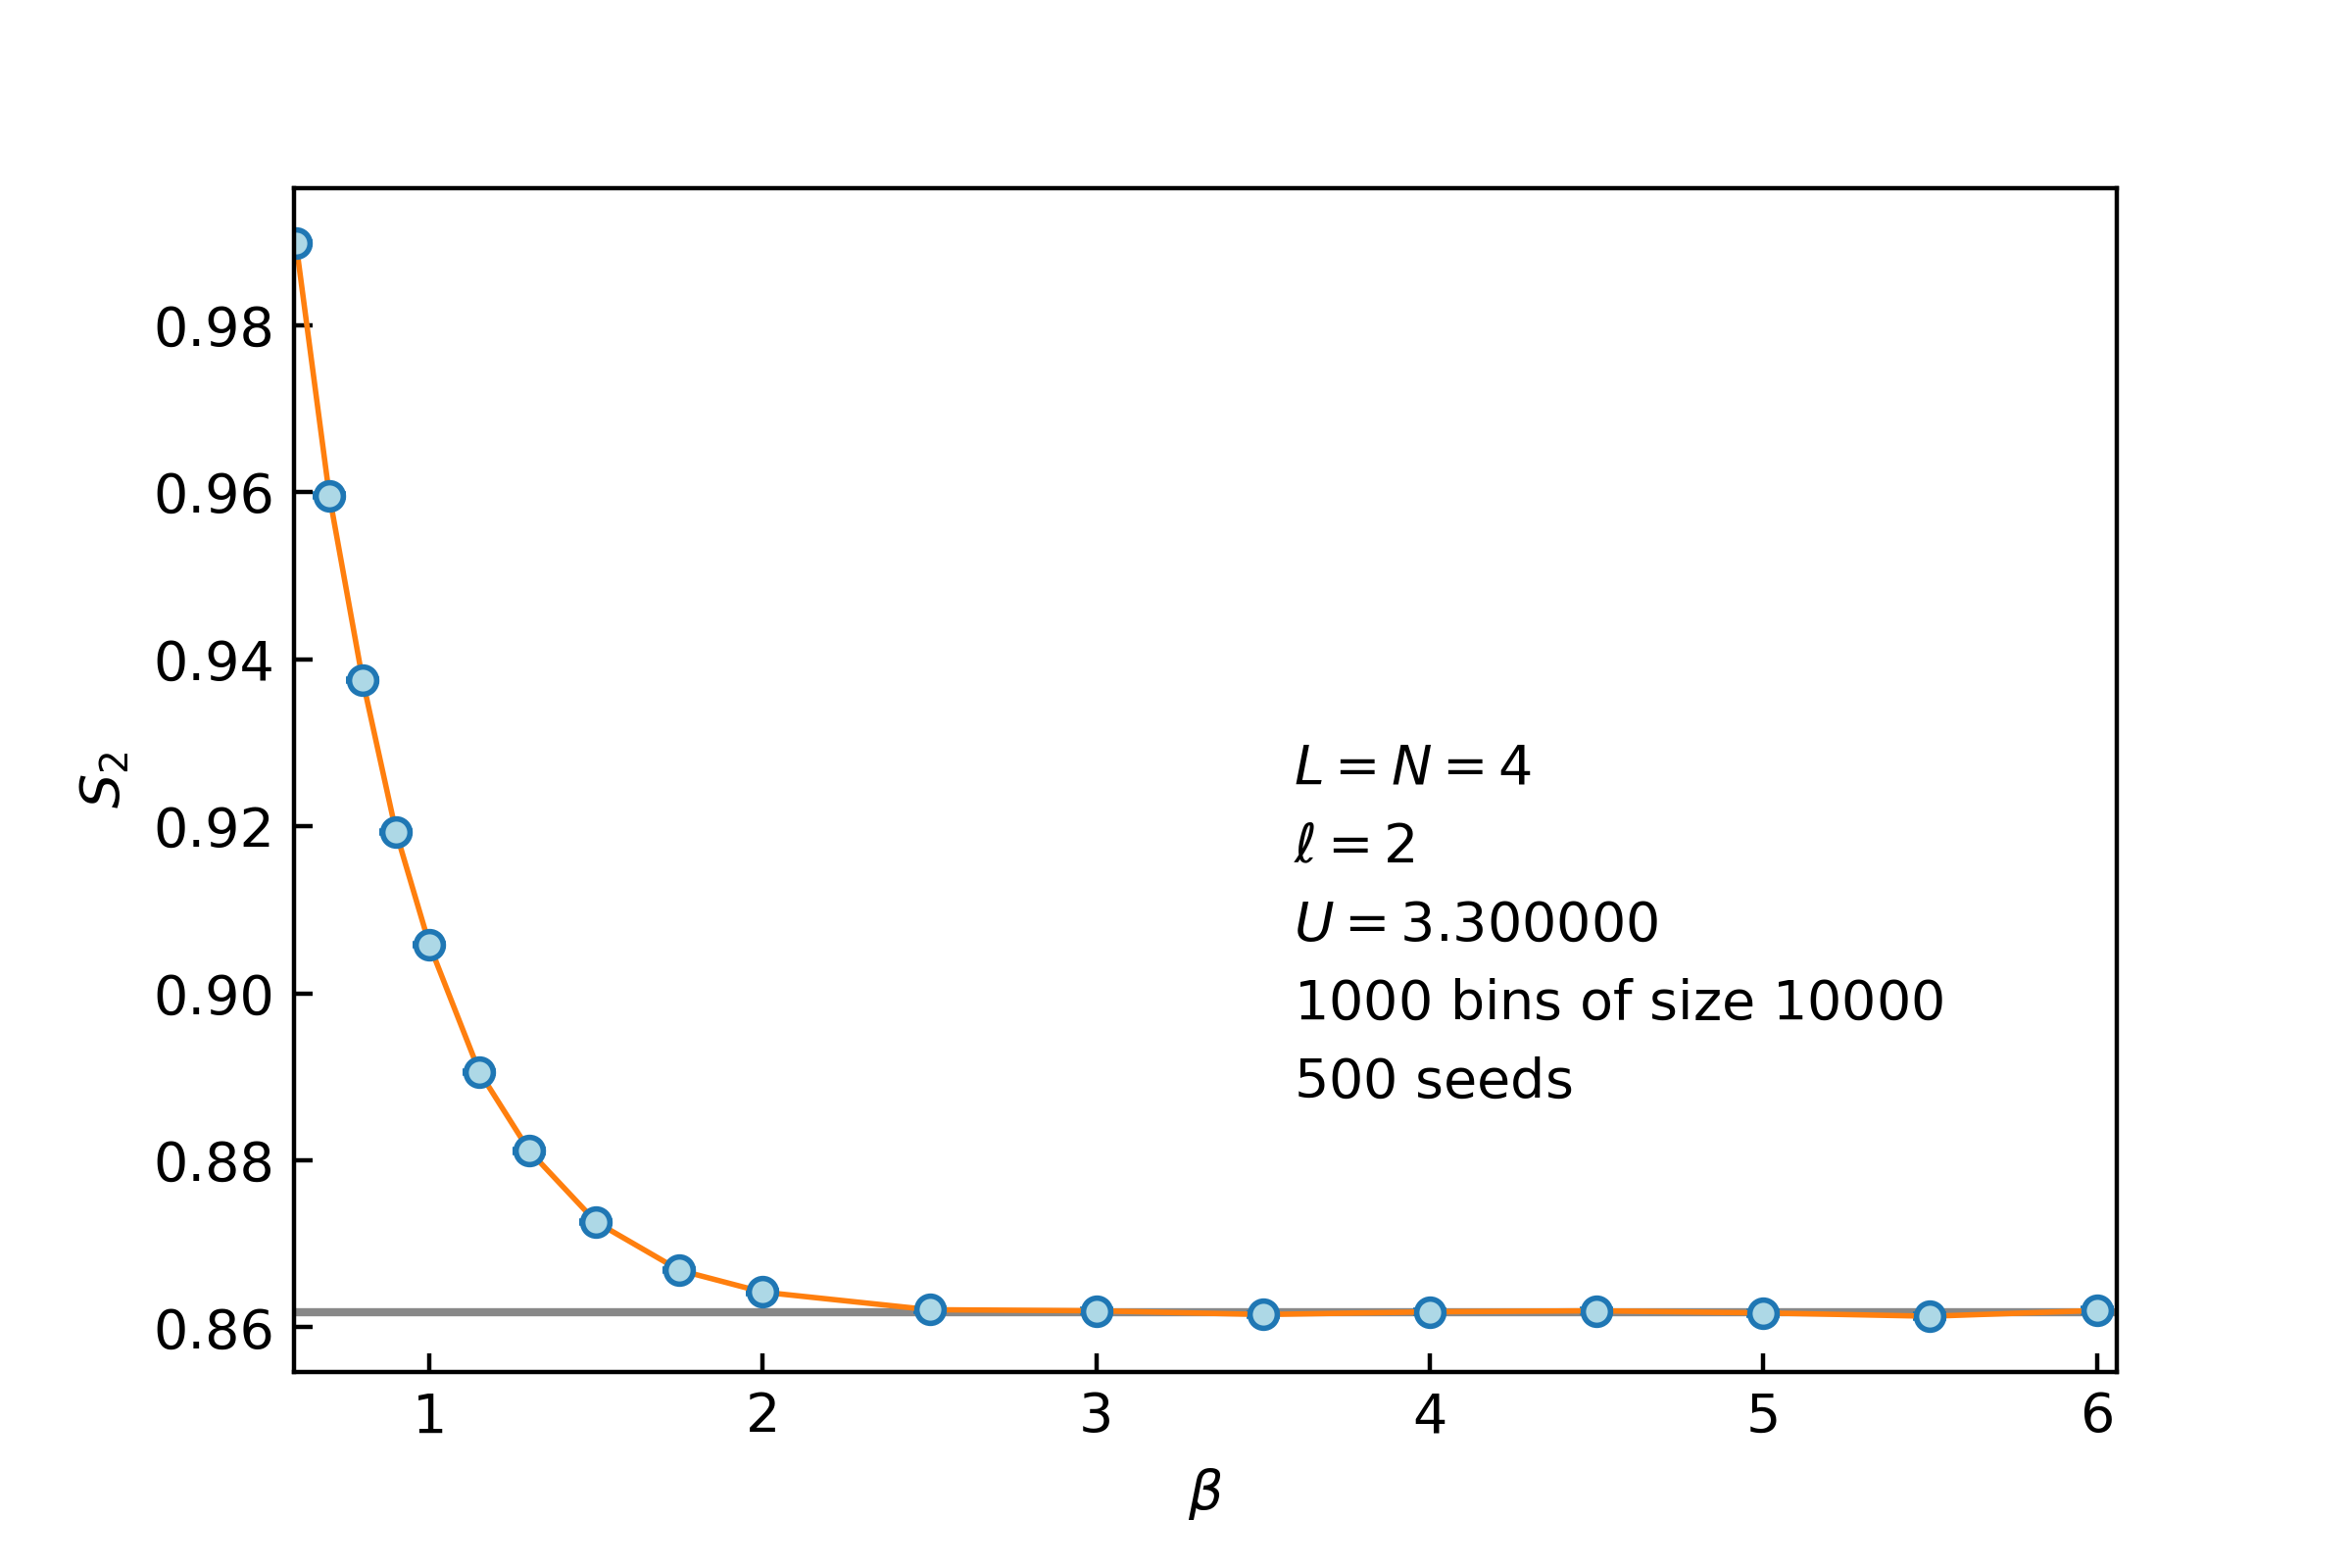 S₂
0.98
0.96
0.94
0.92
0.90
0.88
0.86
L = N = 4
ℓ = 2
U = 3.300000
1000 bins of size 10000
500 seeds
1 2 3 4 5 6
β